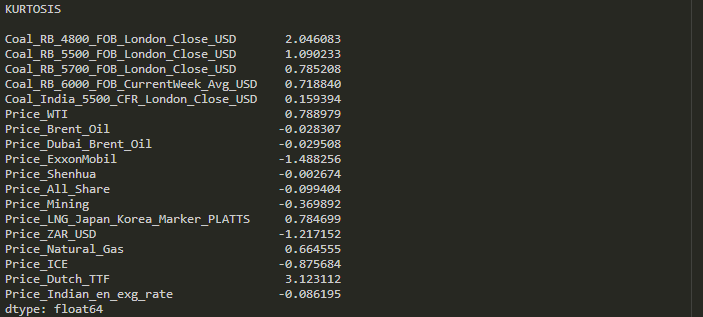 KURTOSIS
Coal_RB_4800_FOB_London_Close_USD 2.046083
Coal_RB_5500_FOB_London_Close_USD 1.090233
Coal_RB_5700_FOB_London_Close_USD 0.785208
Coal_RB_6000_FOB_CurrentWeek_Avg_USD 0.718840
Coal_India_5500_CFR_London_Close_USD 0.159394
Price_WTI 0.788979
Price_Brent_Oil -0.028307
Price_Dubai_Brent_Oil -0.029508
Price_ExxonMobil -1.488256
Price_Shenhua -0.002674
Price_All_Share -0.099404
Price_Mining -0.369892
Price_LNG_Japan_Korea_Marker_PLATTS 0.784699
Price_ZAR_USD -1.217152
Price_Natural_Gas 0.664555
Price_ICE -0.875684
Price_Dutch_TTF 3.123112
Price_Indian_en_exg_rate -0.086195
dtype: float64